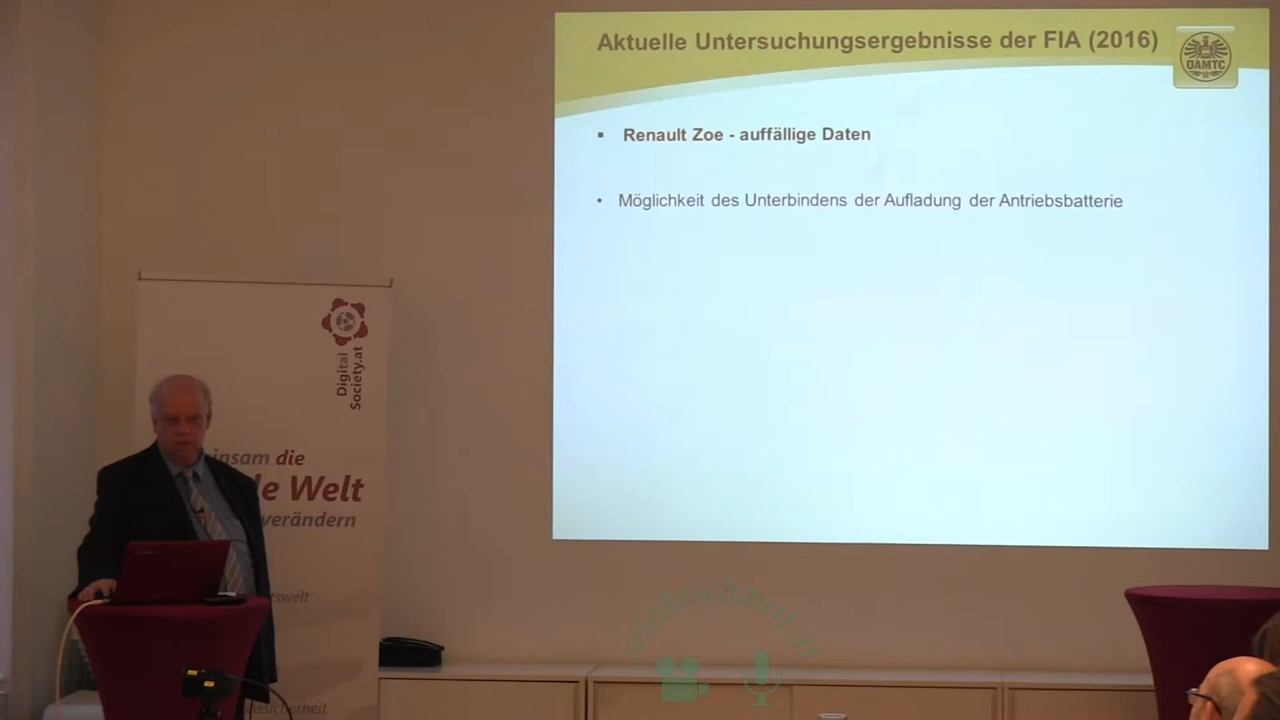 Aktuelle Untersuchungsergebnisse der FIA (2016)
ÖAMTC
Renault Zoe - auffällige Daten
Möglichkeit des Unterbindens der Aufladung der Antriebsbatterie
Digital
Society.at
die
Welt
verändern